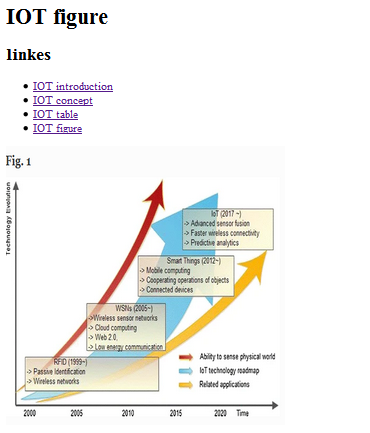 IOT figure
linkes
IOT introduction
IOT concept
IOT table
IOT figure
Fig. 1
Technology Evolution
IoT (2017 ~)
-> Advanced sensor fusion
-> Faster wireless connectivity
-> Predictive analytics
Smart Things (2012~)
-> Mobile computing
-> Cooperating operations of objects
-> Connected devices
WSNs (2005~)
->Wireless sensor networks
-> Cloud computing
-> Web 2.0,
-> Low energy communication
RFID (1999~)
-> Passive Identification
-> Wireless networks
Ability to sense physical world
IoT technology roadmap
Related applications
2000 2005 2010 2015 2020 Time